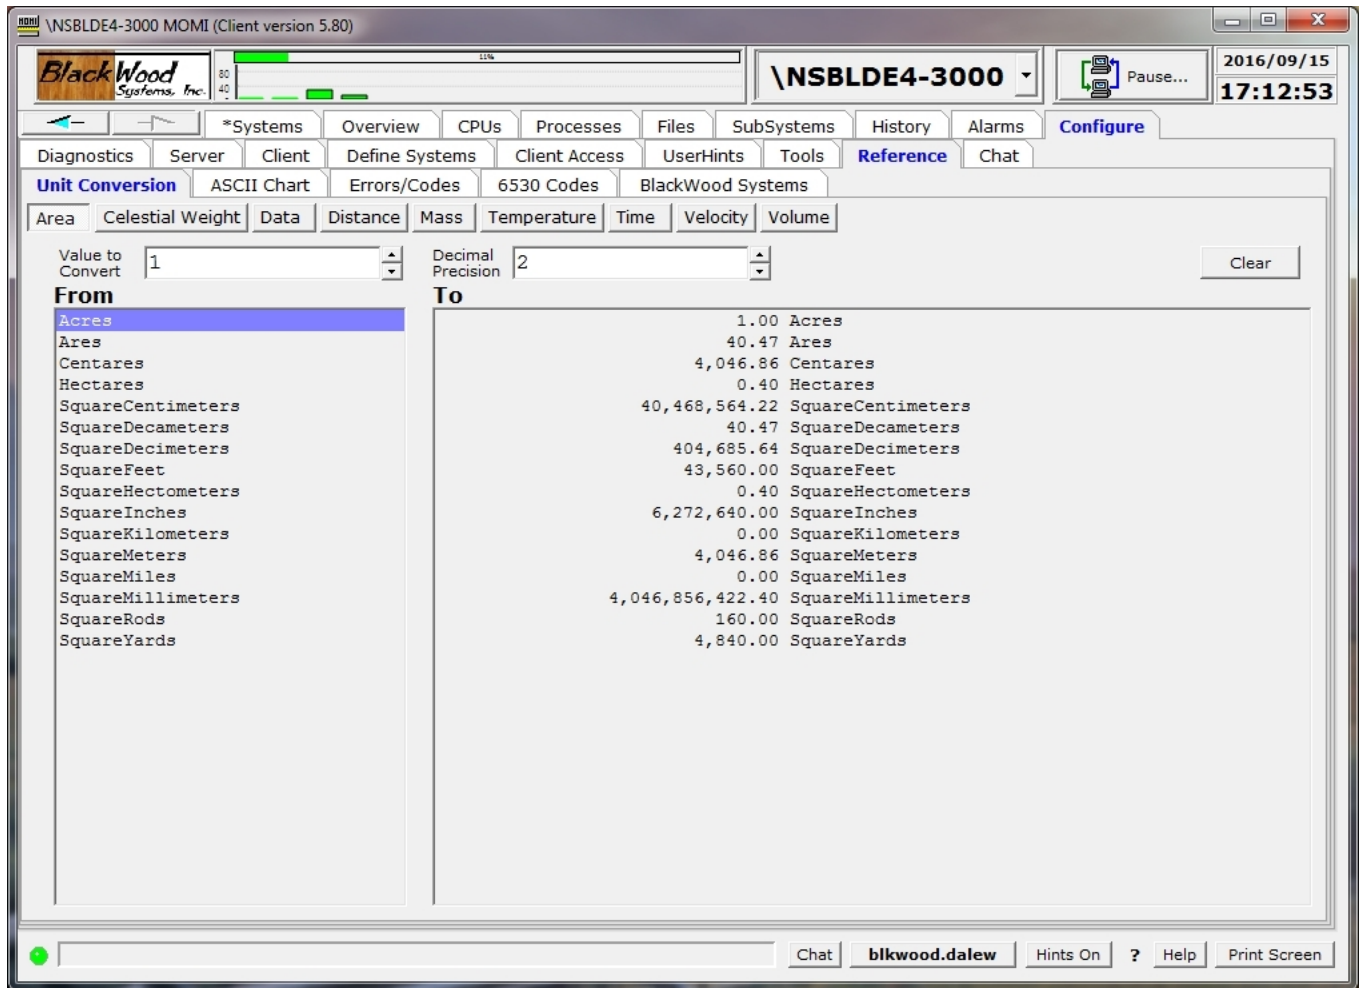 \NSBLDE4-3000 MOMI (Client version 5.80)
BlackWood Systems, Inc.
11%
80
40
\NSBLDE4-3000
Pause...
2016/09/15
17:12:53
*Systems Overview CPUs Processes Files SubSystems History Alarms Configure
Diagnostics Server Client Define Systems Client Access UserHints Tools Reference Chat
Unit Conversion ASCII Chart Errors/Codes 6530 Codes BlackWood Systems
Area Celestial Weight Data Distance Mass Temperature Time Velocity Volume
Value to Convert 1 Decimal Precision 2 Clear
From To
Acres 1.00 Acres
Ares 40.47 Ares
Centares 4,046.86 Centares
Hectares 0.40 Hectares
SquareCentimeters 40,468,564.22 SquareCentimeters
SquareDecameters 40.47 SquareDecameters
SquareDecimeters 404,685.64 SquareDecimeters
SquareFeet 43,560.00 SquareFeet
SquareHectometers 0.40 SquareHectometers
SquareInches 6,272,640.00 SquareInches
SquareKilometers 0.00 SquareKilometers
SquareMeters 4,046.86 SquareMeters
SquareMiles 0.00 SquareMiles
SquareMillimeters 4,046,856,422.40 SquareMillimeters
SquareRods 160.00 SquareRods
SquareYards 4,840.00 SquareYards
Chat blkwood.dalew Hints On ? Help Print Screen